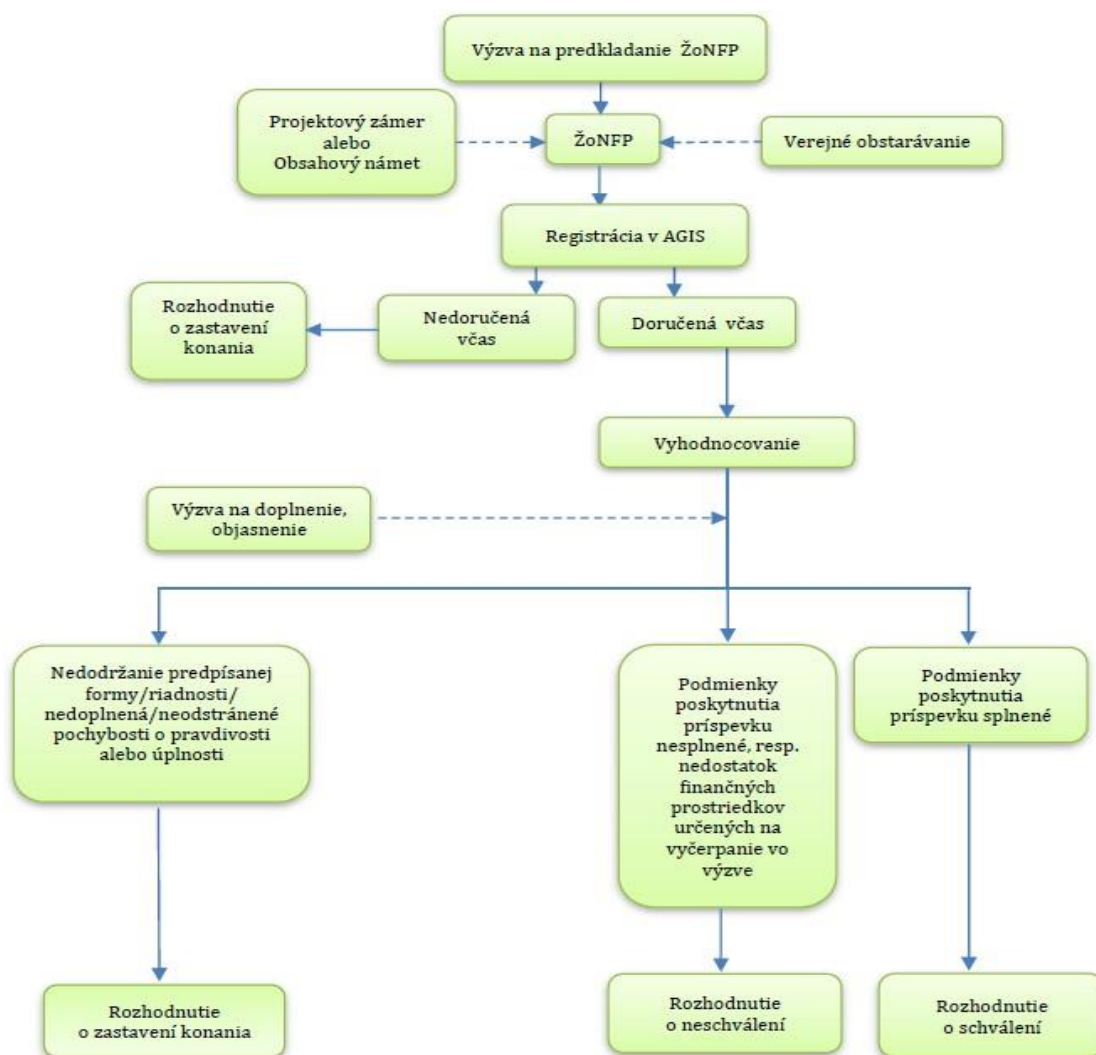 Výzva na predkladanie ŽoNFP
Projektový zámer
alebo
Obsahový námet
ŽoNFP
Verejné obstarávanie
Registrácia v AGIS
Rozhodnutie
o zastavení
konania
Nedoručená
včas
Doručená včas
Vyhodnocovanie
Výzva na doplnenie,
objasnenie
Nedodržanie predpísanej
formy/riadnosti/
nedoplnená/neodstránené
pochybosti o pravdivosti
alebo úplnosti
Podmienky
poskytnutia
príspevku
nesplnené, resp.
nedostatok
finančných
prostriedkov
určených na
vyčerpanie vo
výzve
Podmienky
poskytnutia
príspevku splnené
Rozhodnutie
o zastavení konania
Rozhodnutie
o neschválení
Rozhodnutie
o schválení